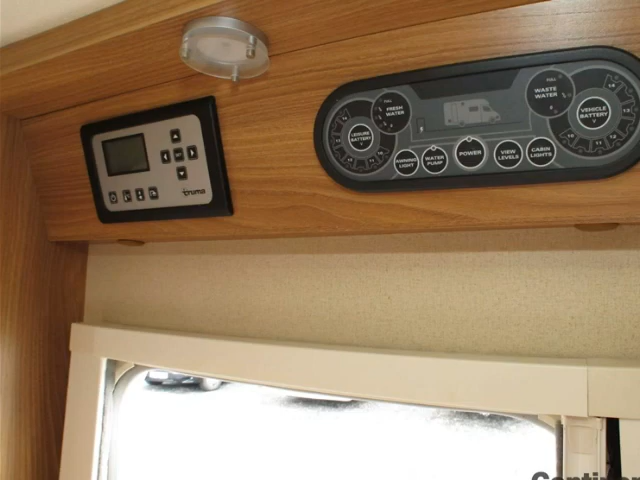 truma
FULL
FRESH
WATER
LEISURE
BATTERY
V
AWNING
LIGHT
WATER
PUMP
POWER
VIEW
LEVELS
CABIN
LIGHTS
FULL
WASTE
WATER
VEHICLE
BATTERY
V